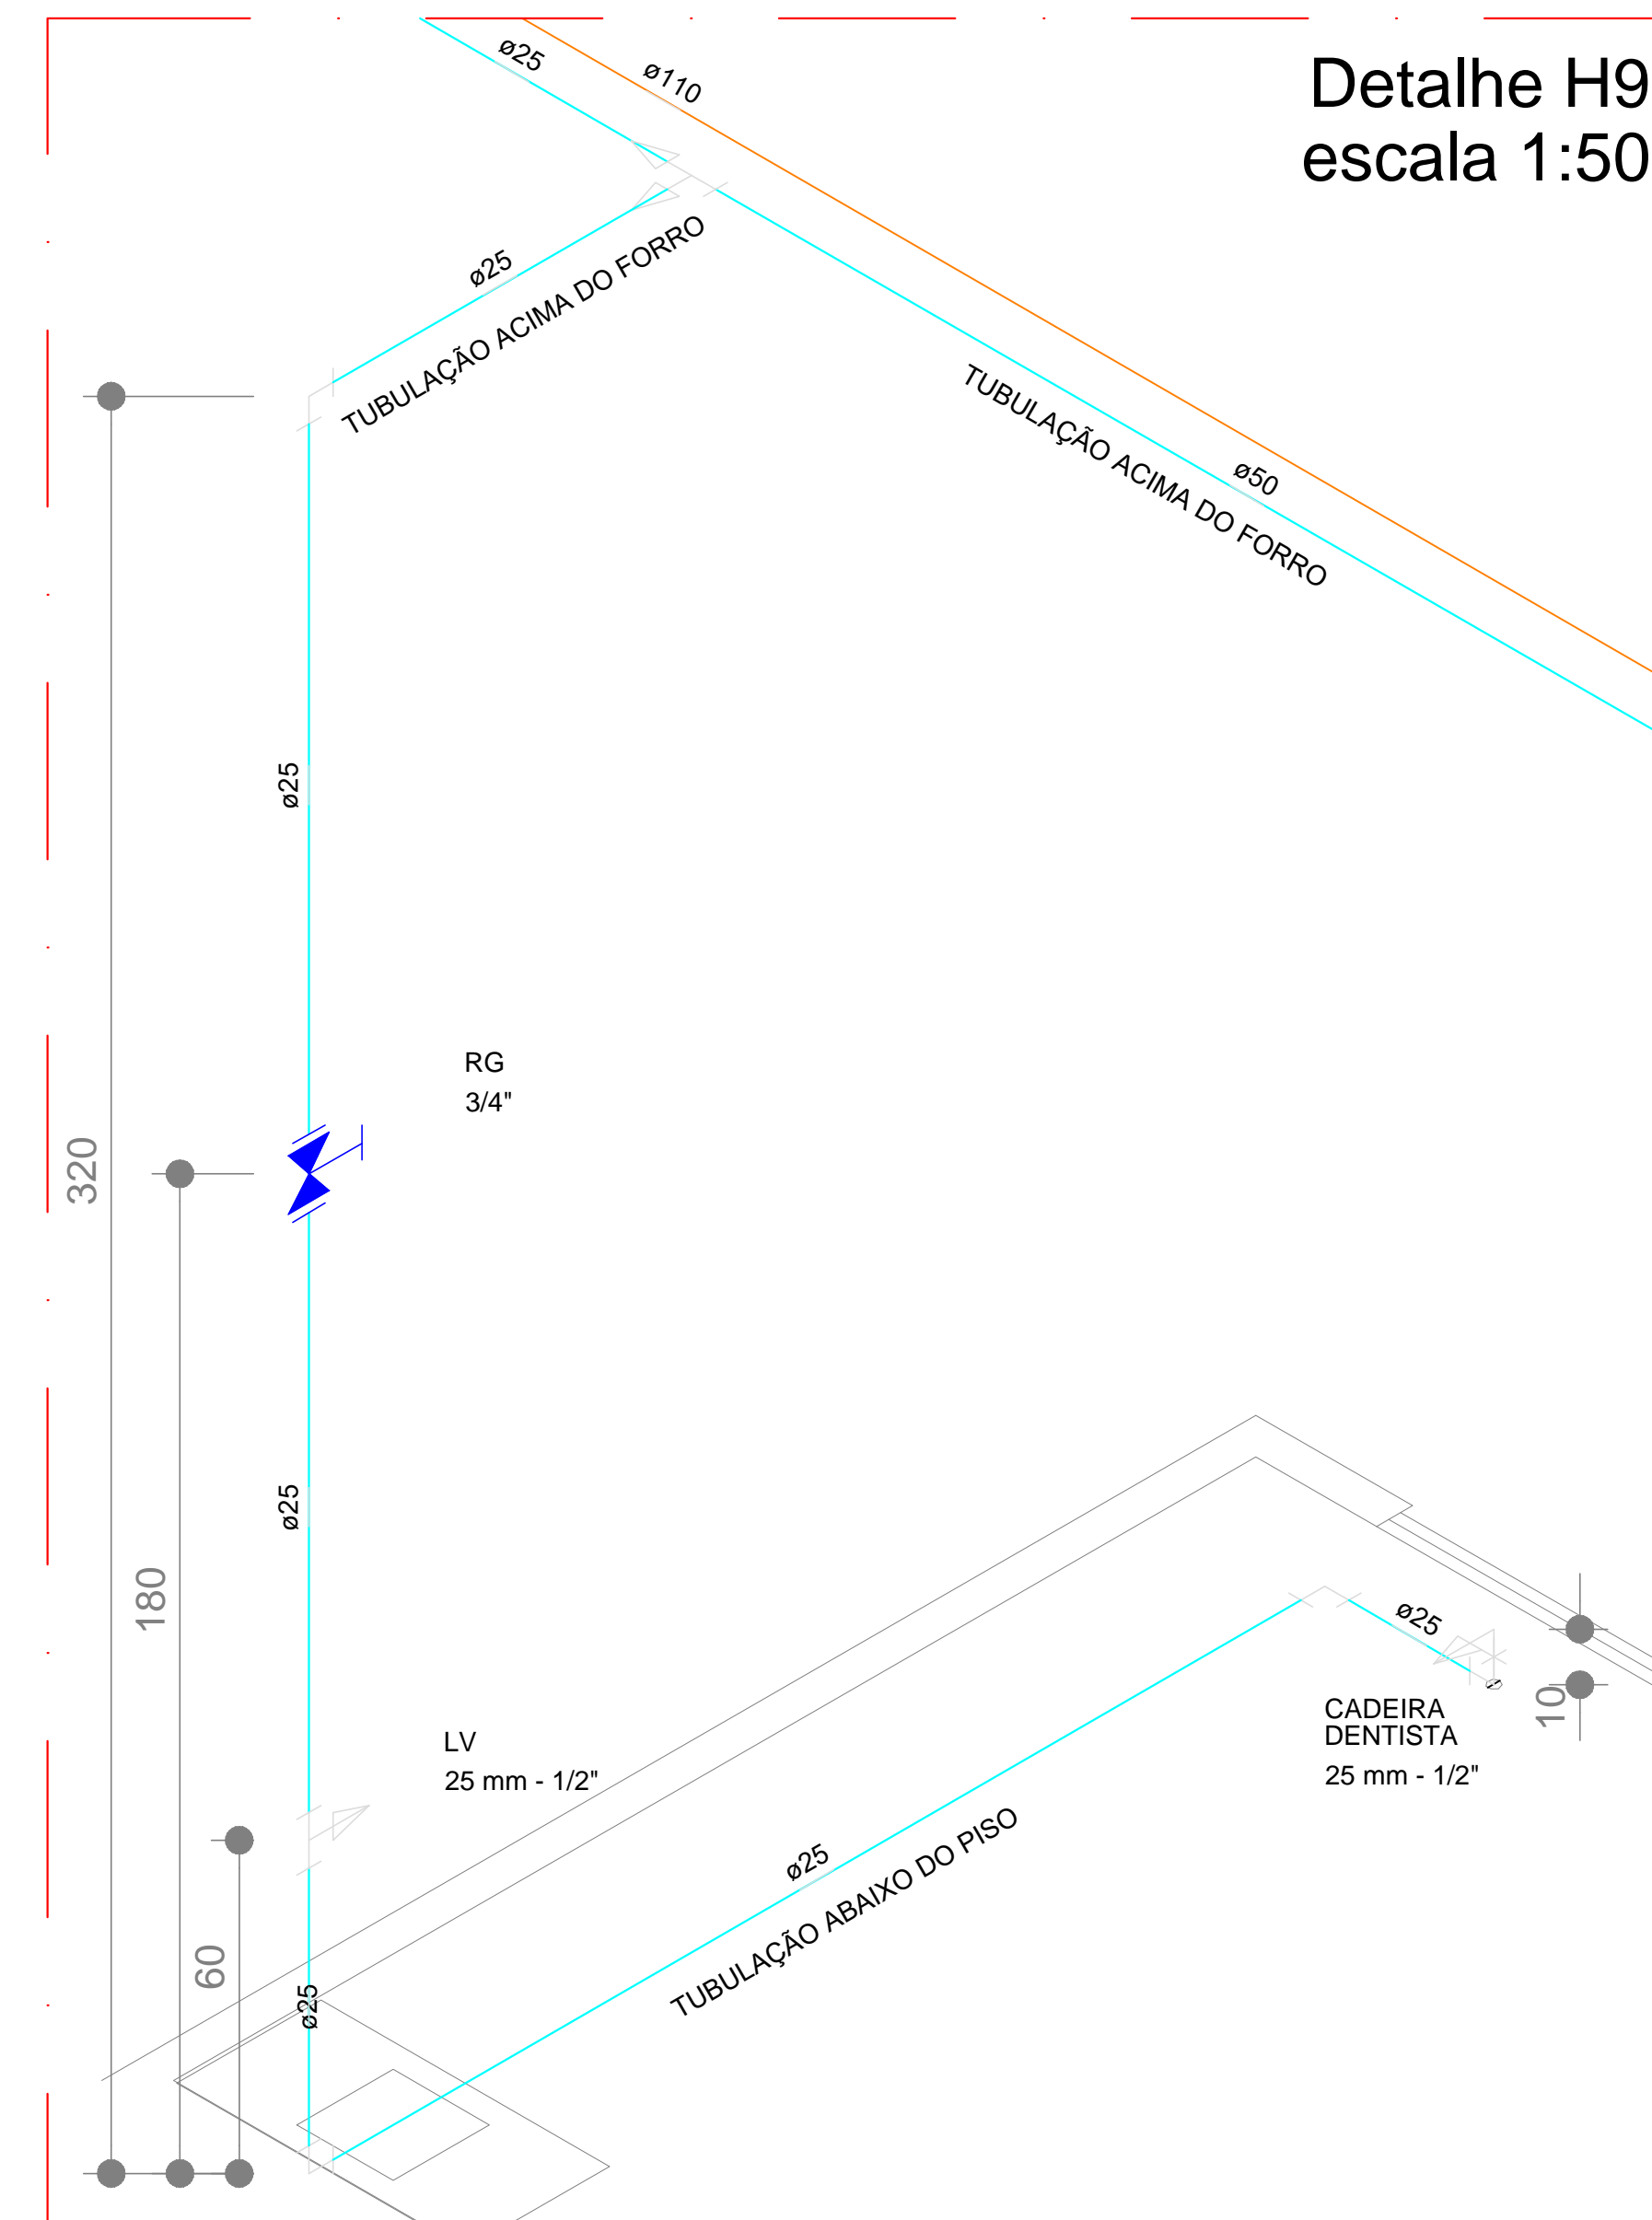 Detalhe H9
escala 1:50
ø25
ø110
ø25
TUBULAÇÃO ACIMA DO FORRO
TUBULAÇÃO ACIMA DO FORRO
ø50
ø25
RG
3/4"
320
180
ø25
ø25
CADEIRA
DENTISTA
25 mm - 1/2"
10
LV
25 mm - 1/2"
ø25
TUBULAÇÃO ABAIXO DO PISO
60
ø25